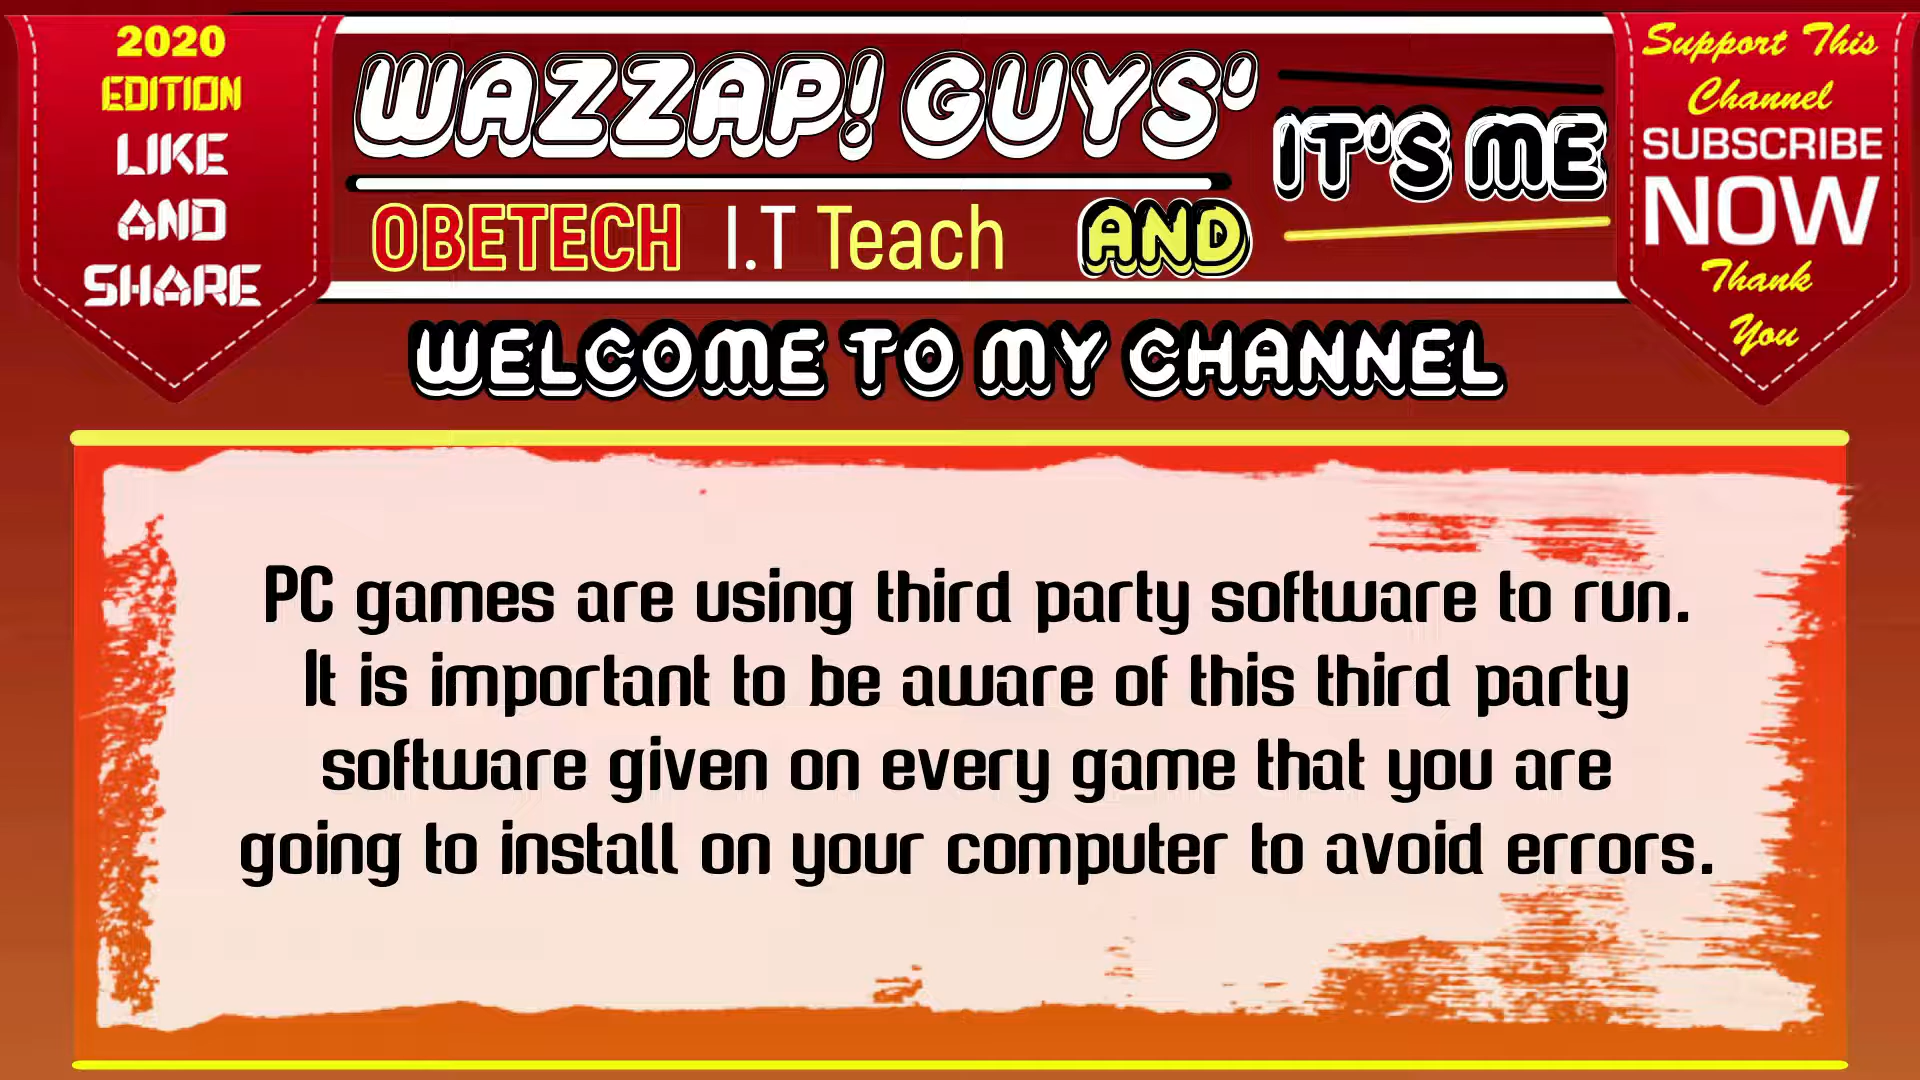 2020
EDITION
LIKE
AND
SHARE
WAZZAP! GUYS'
IT'S ME
OBETECH I.T Teach AND
WELCOME TO MY CHANNEL
Support This
Channel
SUBSCRIBE
NOW
Thank
You
PC games are using third party software to run.
It is important to be aware of this third party
software given on every game that you are
going to install on your computer to avoid errors.